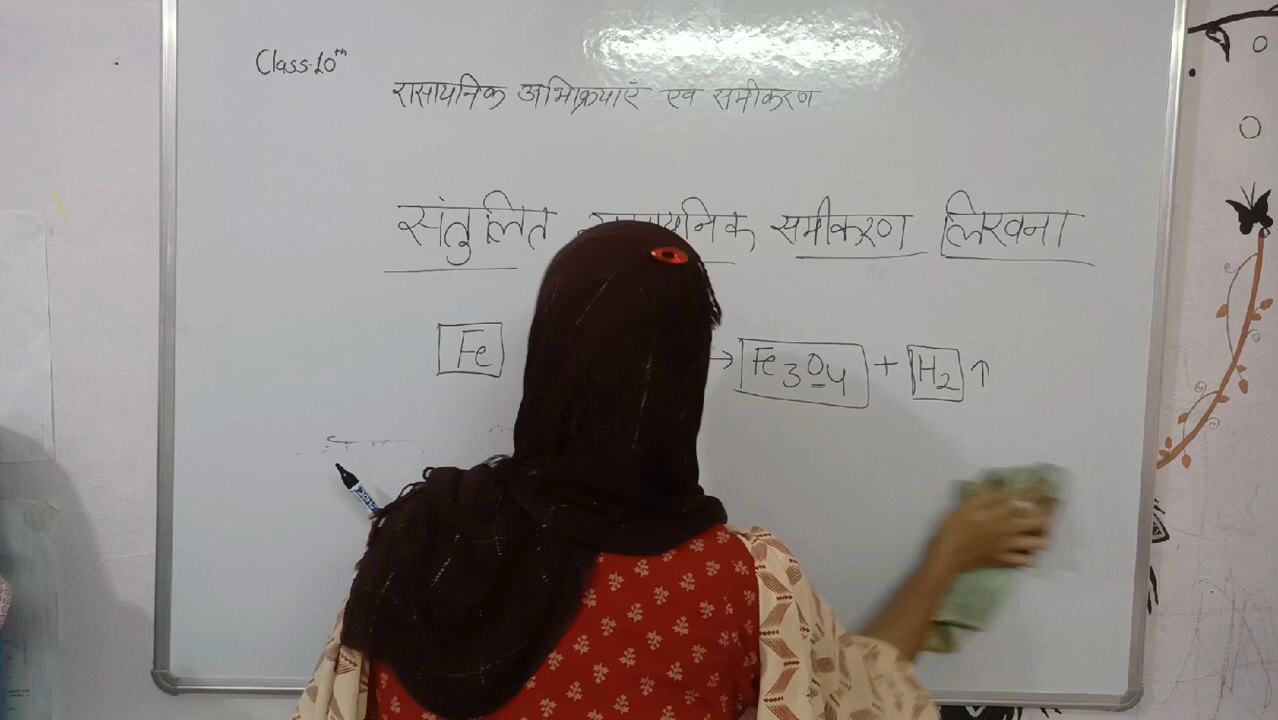 Class-10th
रासायनिक अभिक्रियाएं एवं समीकरण
संतुलित समीकरण लिखना
Fe → Fe3O4 + H2 ↑